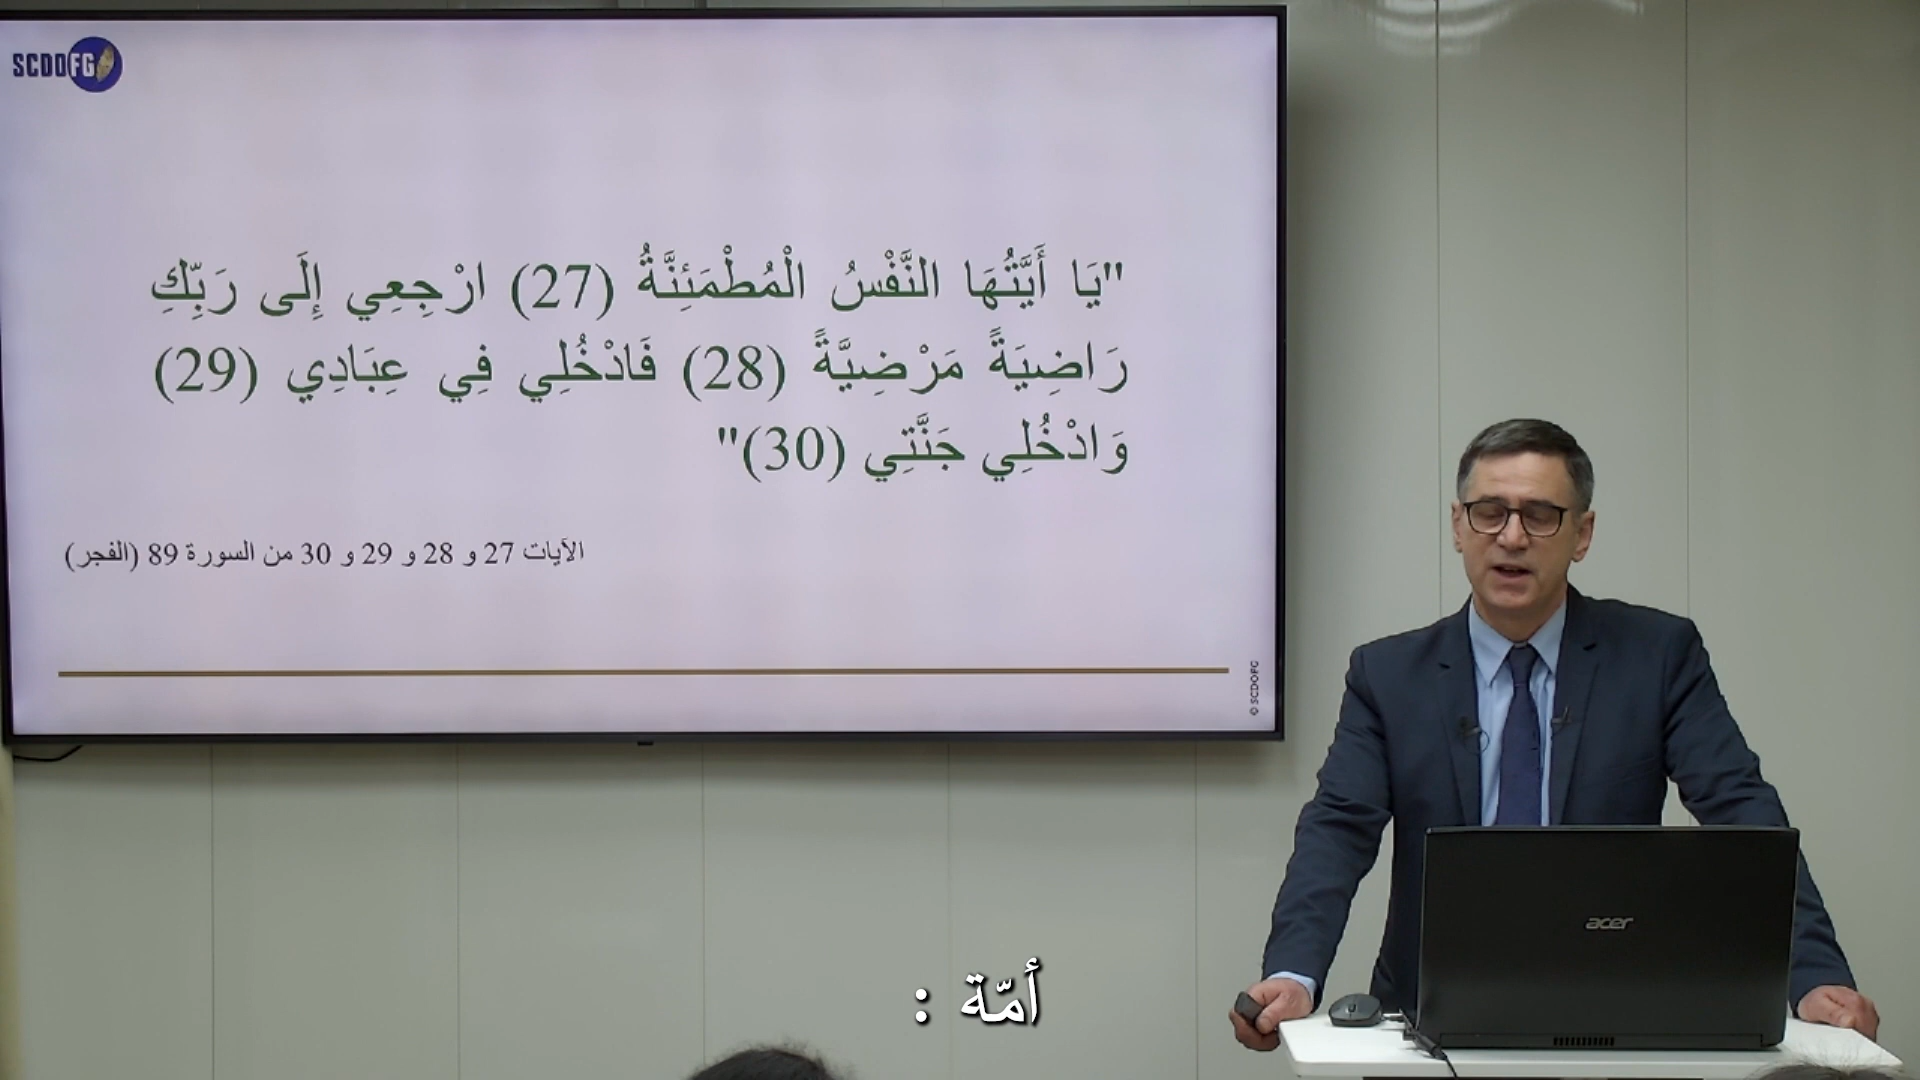 SCDOFG
"يَا أَيَّتُهَا النَّفْسُ الْمُطْمَئِنَّةُ (27) ارْجِعِي إِلَى رَبِّكِ
رَاضِيَةً مَرْضِيَّةً (28) فَادْخُلِي فِي عِبَادِي (29)
وَادْخُلِي جَنَّتِي (30)"
الآيات 27 و 28 و 29 و 30 من السورة 89 (الفجر)
© SCDOFG
acer
أمّة :